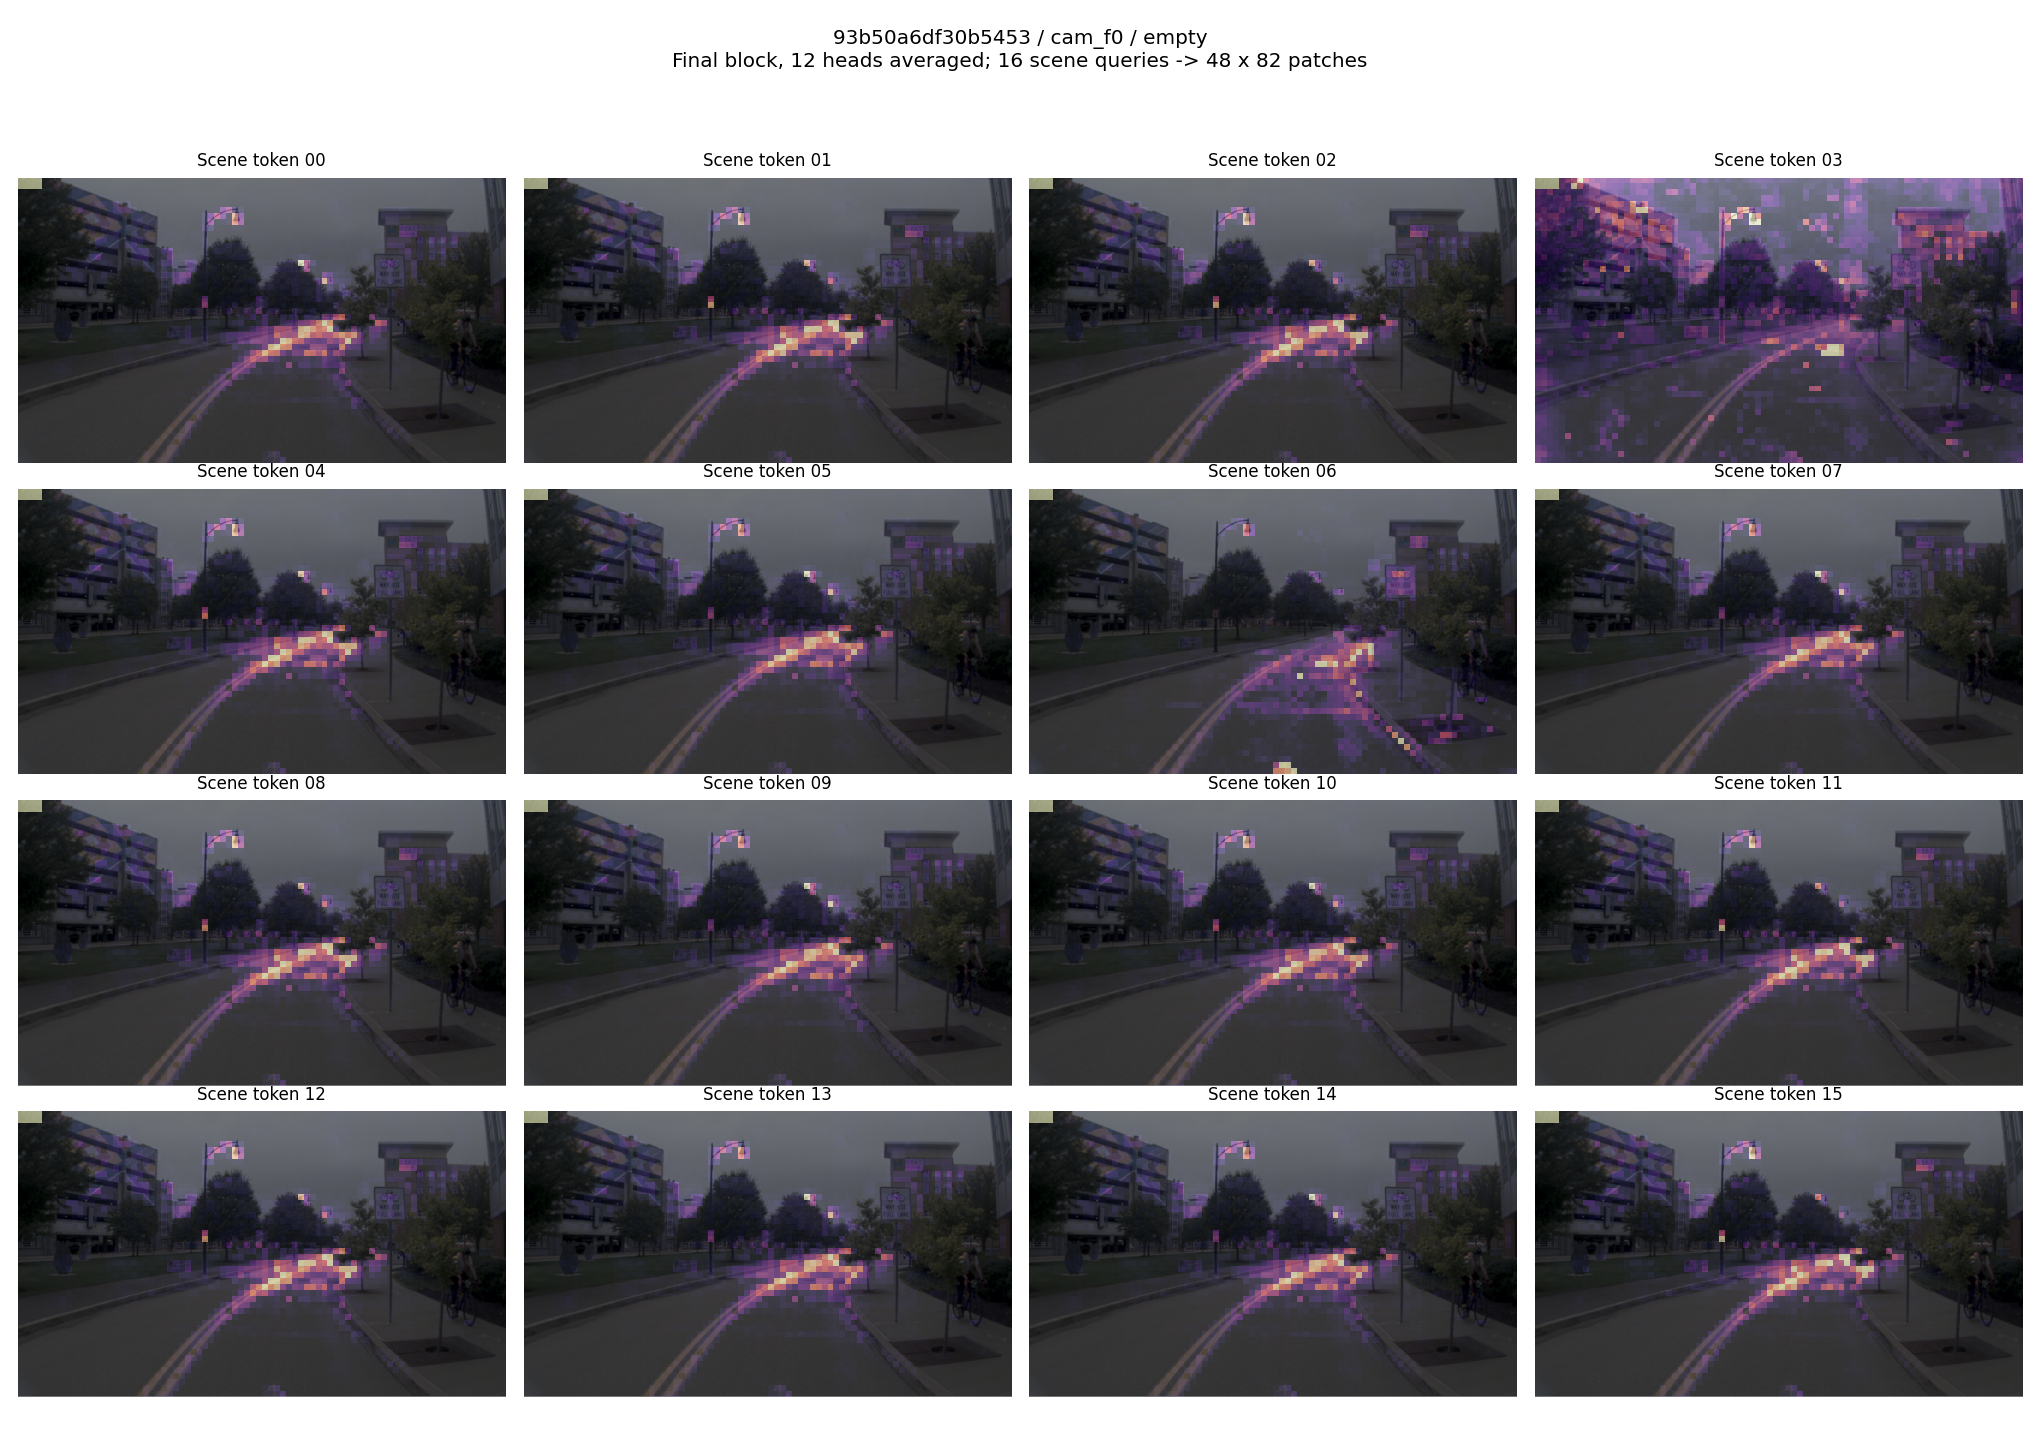 93b50a6df30b5453 / cam_f0 / empty
Final block, 12 heads averaged; 16 scene queries -> 48 x 82 patches
Scene token 00
Scene token 01
Scene token 02
Scene token 03
Scene token 04
Scene token 05
Scene token 06
Scene token 07
Scene token 08
Scene token 09
Scene token 10
Scene token 11
Scene token 12
Scene token 13
Scene token 14
Scene token 15